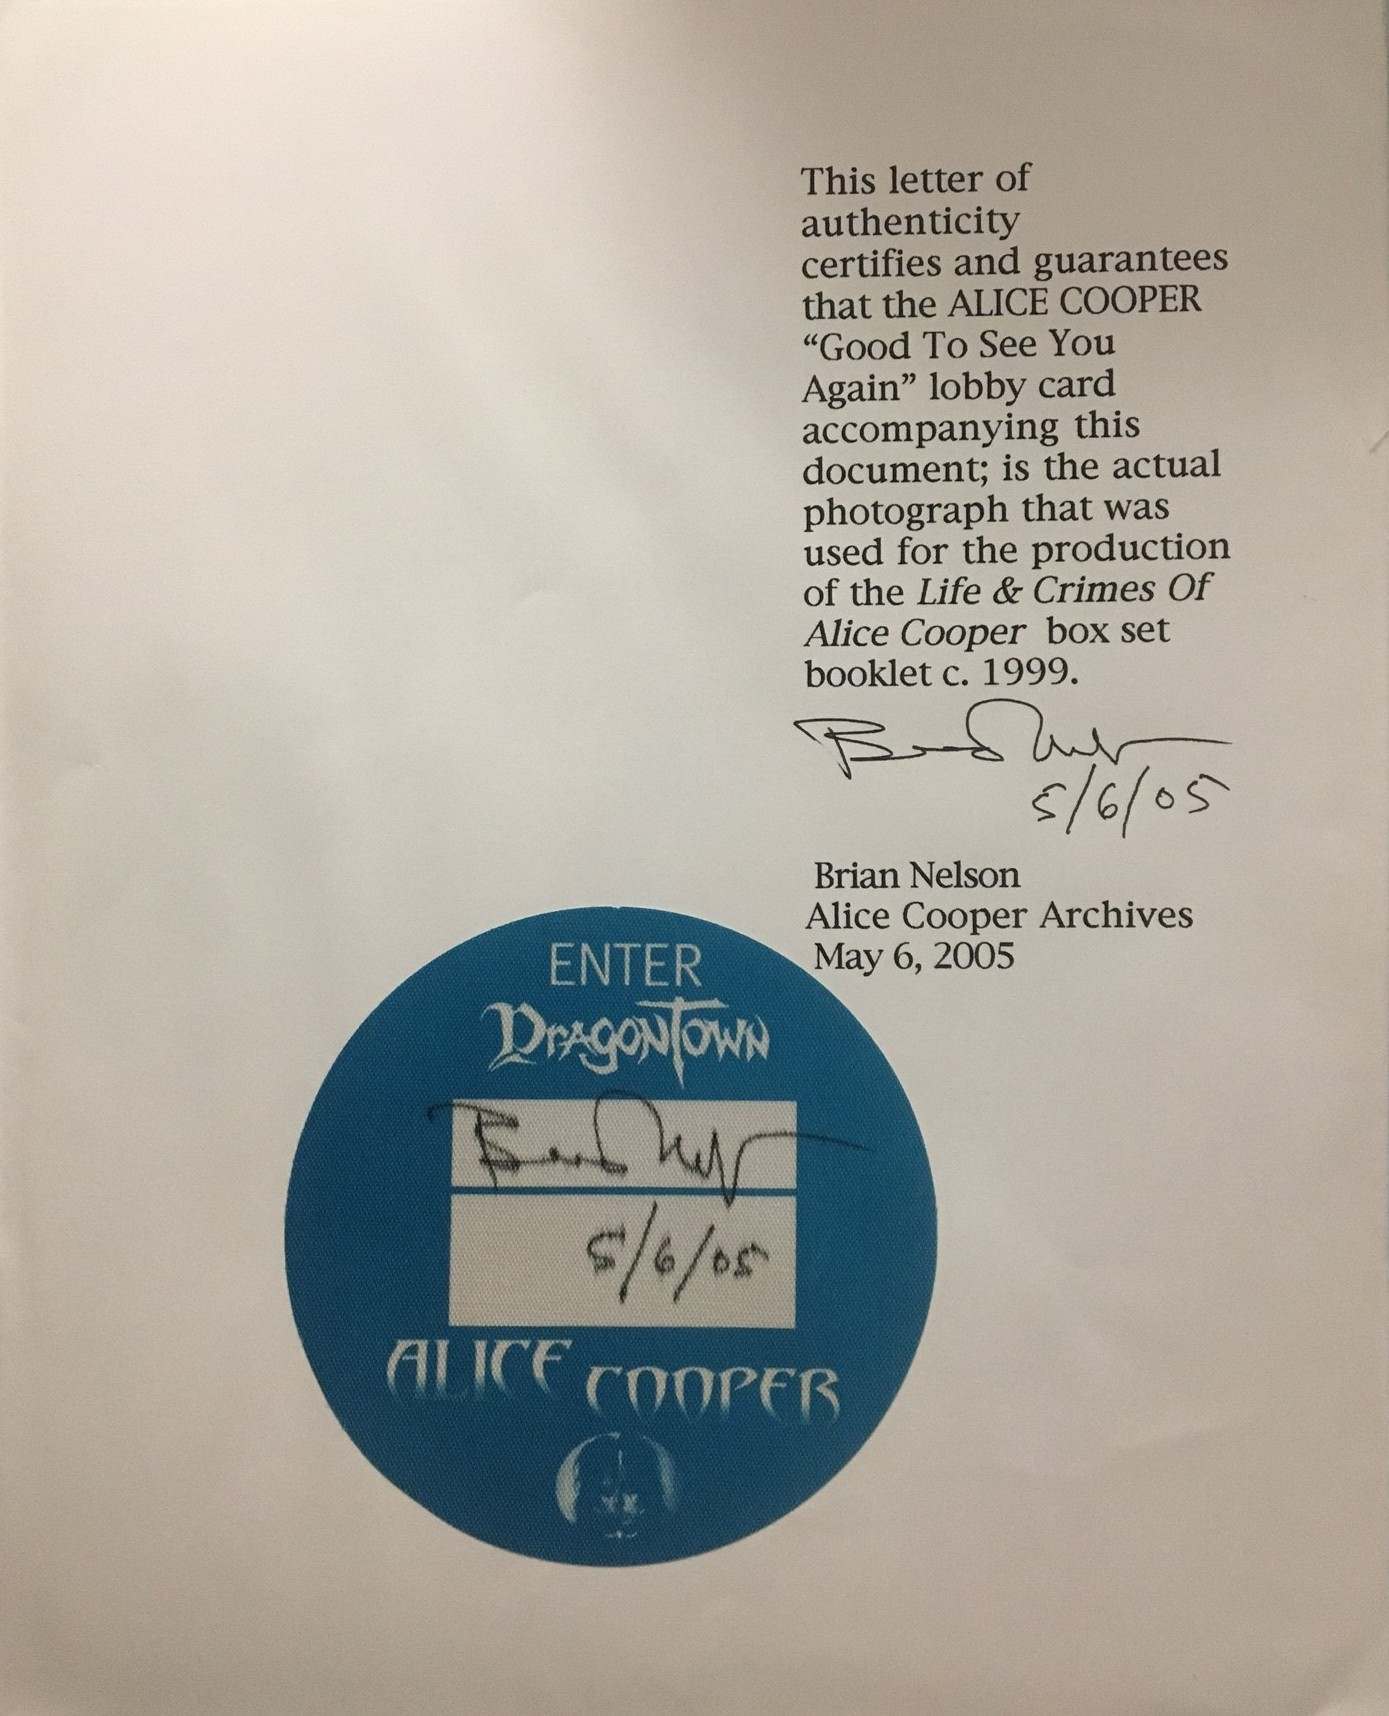 This letter of
authenticity
certifies and guarantees
that the ALICE COOPER
“Good To See You
Again” lobby card
accompanying this
document; is the actual
photograph that was
used for the production
of the Life & Crimes Of
Alice Cooper box set
booklet c. 1999.
5/6/05
Brian Nelson
Alice Cooper Archives
May 6, 2005
ENTER
DRAGONTOWN
5/6/05
ALICE COOPER